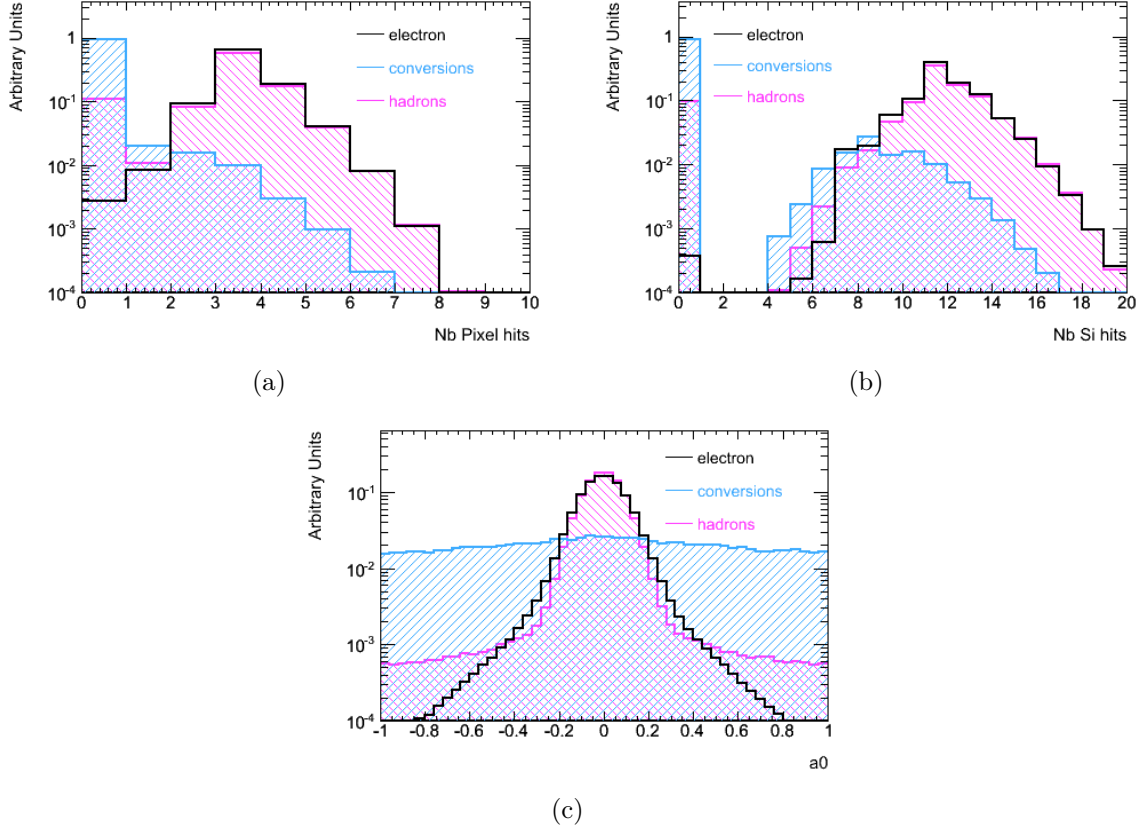 Arbitrary Units
electron
conversions
hadrons
1
10-1
10-2
10-3
10-4
0 1 2 3 4 5 6 7 8 9 10
Nb Pixel hits
(a)
Arbitrary Units
electron
conversions
hadrons
1
10-1
10-2
10-3
10-4
0 2 4 6 8 10 12 14 16 18 20
Nb Si hits
(b)
Arbitrary Units
electron
conversions
hadrons
10-1
10-2
10-3
10-4
-1 -0.8 -0.6 -0.4 -0.2 0 0.2 0.4 0.6 0.8 1
a0
(c)